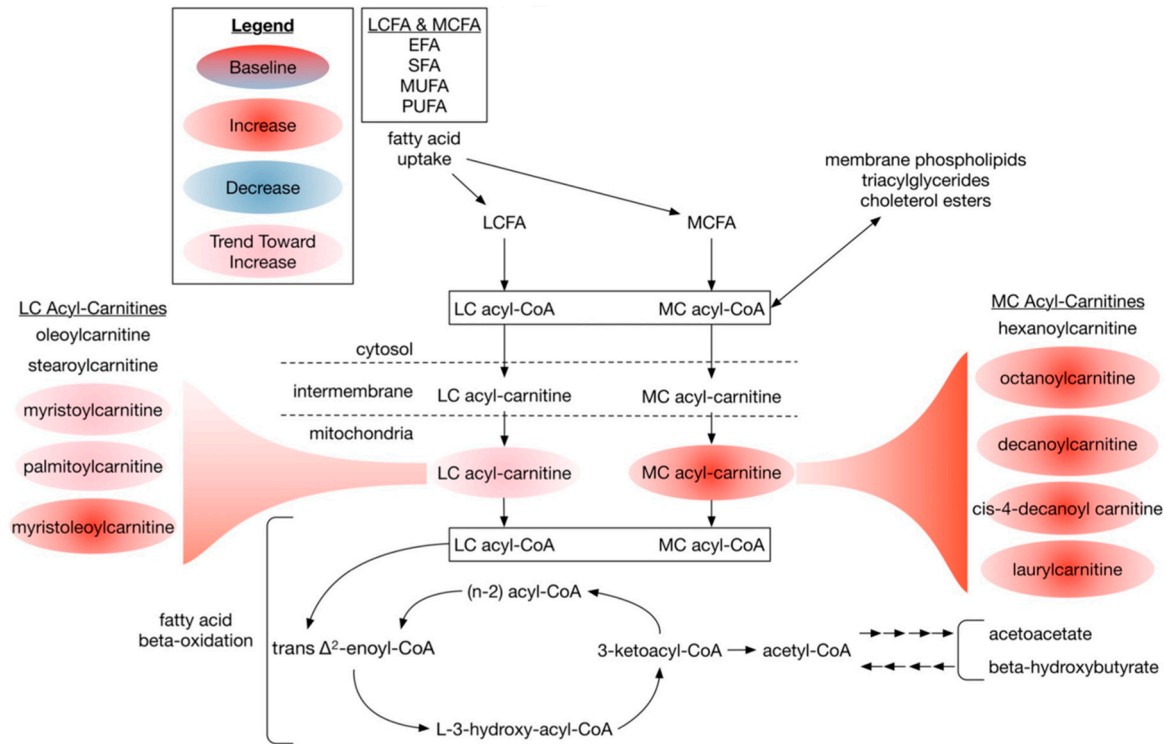 Legend
Baseline
Increase
Decrease
Trend Toward
Increase
LCFA & MCFA
EFA
SFA
MUFA
PUFA
fatty acid
uptake
LCFA
MCFA
membrane phospholipids
triacylglycerides
choleterol esters
LC acyl-CoA
MC acyl-CoA
cytosol
intermembrane
LC acyl-carnitine
MC acyl-carnitine
mitochondria
LC acyl-carnitine
MC acyl-carnitine
LC acyl-CoA
MC acyl-CoA
LC Acyl-Carnitines
oleoylcarnitine
stearoylcarnitine
myristoylcarnitine
palmitoylcarnitine
myristoleoylcarnitine
MC Acyl-Carnitines
hexanoylcarnitine
octanoylcarnitine
decanoylcarnitine
cis-4-decanoyl carnitine
laurylcarnitine
fatty acid
beta-oxidation
(n-2) acyl-CoA
trans Δ²-enoyl-CoA
3-ketoacyl-CoA
acetyl-CoA
acetoacetate
beta-hydroxybutyrate
L-3-hydroxy-acyl-CoA